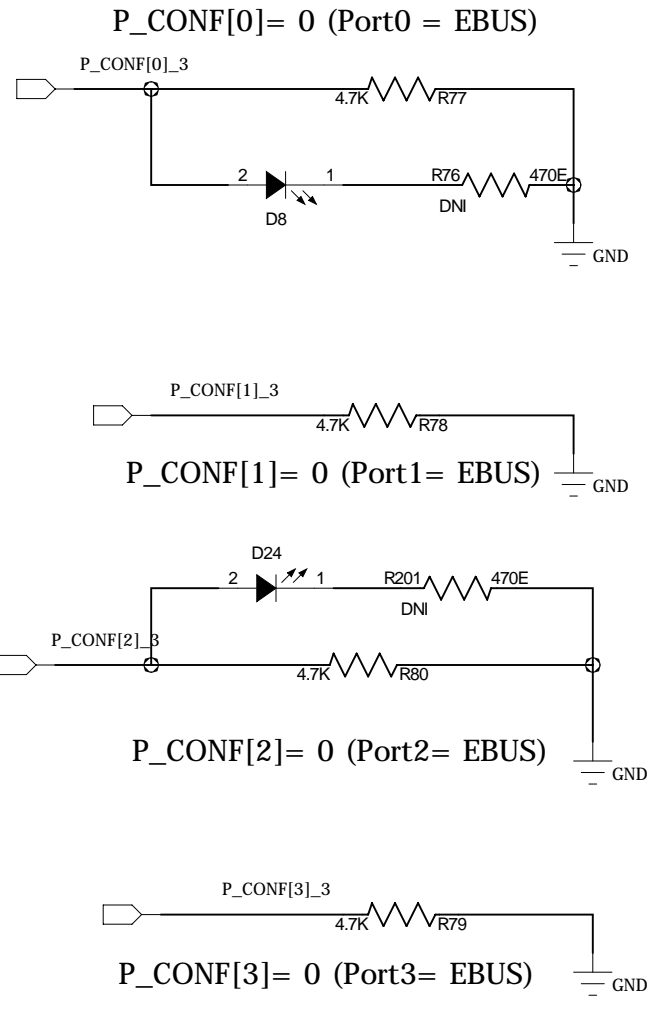 P_CONF[0]= 0 (Port0 = EBUS)
P_CONF[0]_3
4.7K R77
2 1 R76 470E
D8 DNI
GND
P_CONF[1]_3
4.7K R78
P_CONF[1]= 0 (Port1= EBUS)
GND
D24
2 1 R201 470E
DNI
P_CONF[2]_3
4.7K R80
P_CONF[2]= 0 (Port2= EBUS)
GND
P_CONF[3]_3
4.7K R79
P_CONF[3]= 0 (Port3= EBUS)
GND